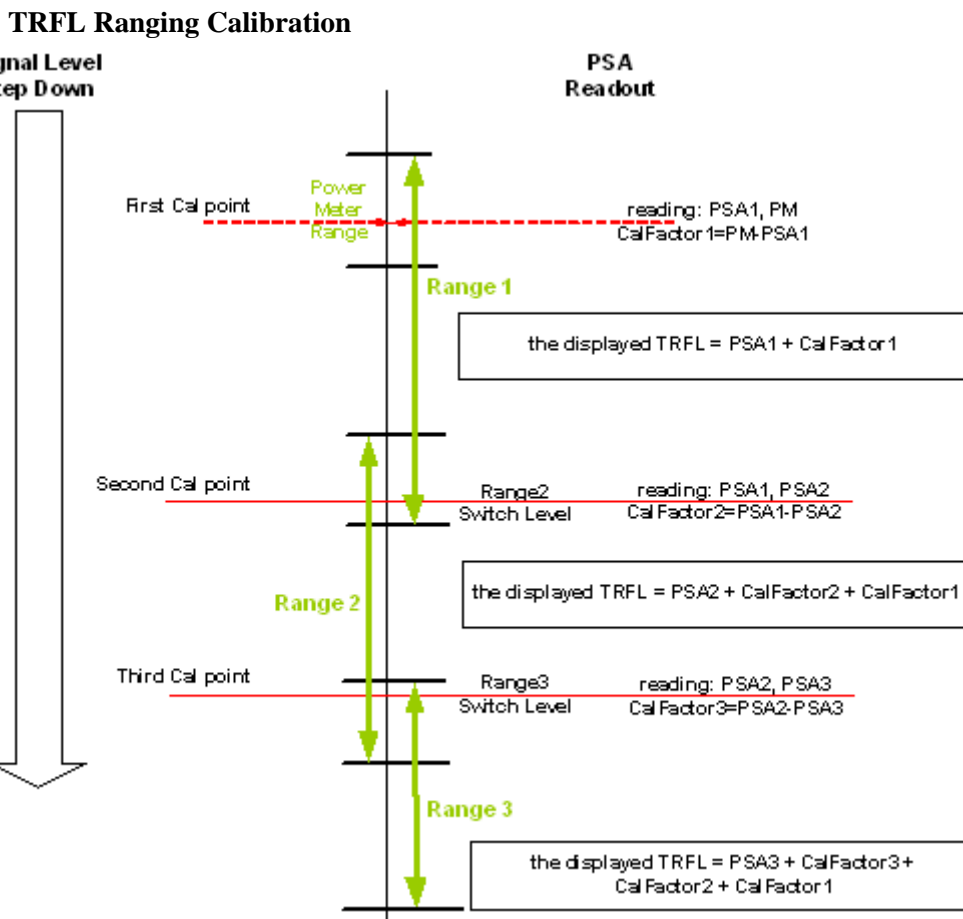 TRFL Ranging Calibration
gnal Level
ep Down
PSA
Readout
First Cal point
Power
Meter
Range
reading: PSA1, PM
CalFactor1=PM-PSA1
Range 1
the displayed TRFL = PSA1 + CalFactor1
Second Cal point
Range2
Switch Level
reading: PSA1, PSA2
CalFactor2=PSA1-PSA2
Range 2
the displayed TRFL = PSA2 + CalFactor2 + CalFactor1
Third Cal point
Range3
Switch Level
reading: PSA2, PSA3
CalFactor3=PSA2-PSA3
Range 3
the displayed TRFL = PSA3 + CalFactor3 +
CalFactor2 + CalFactor1